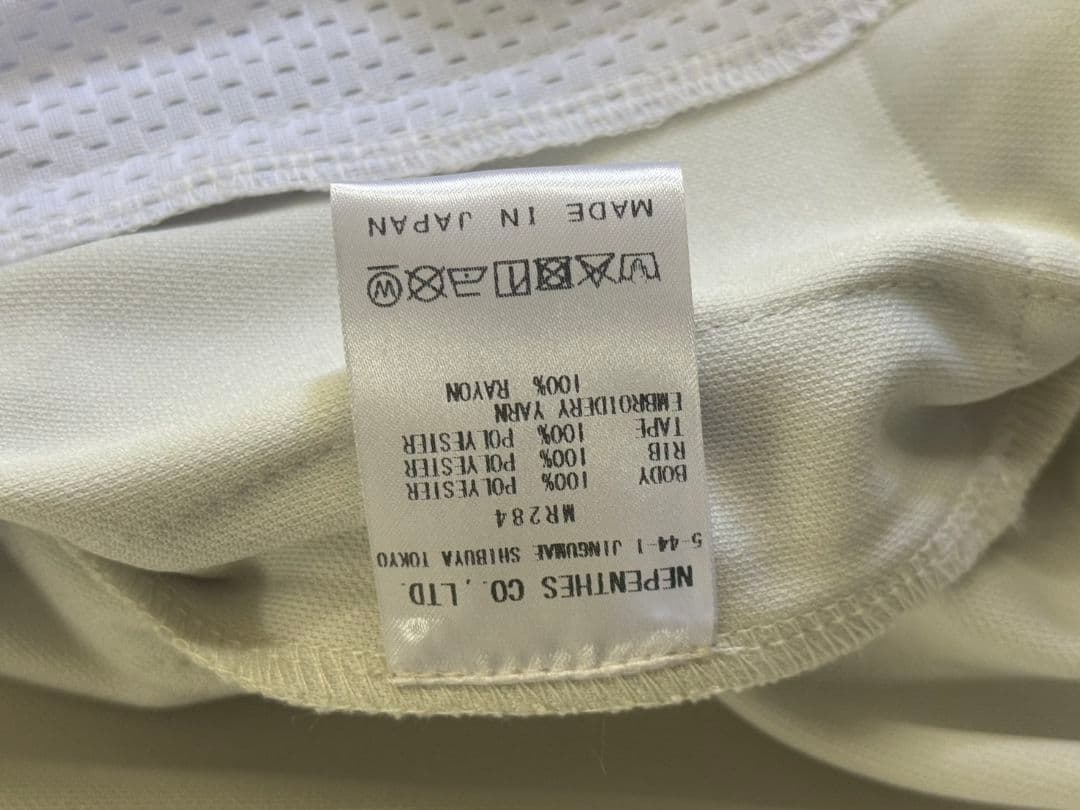 NEPENTHES CO., LTD.
5-44-1 JINGUMAE SHIBUYA TOKYO
MR284
BODY 100% POLYESTER
RIB 100% POLYESTER
TAPE 100% POLYESTER
EMBROIDERY YARN
100% RAYON
W
MADE IN JAPAN